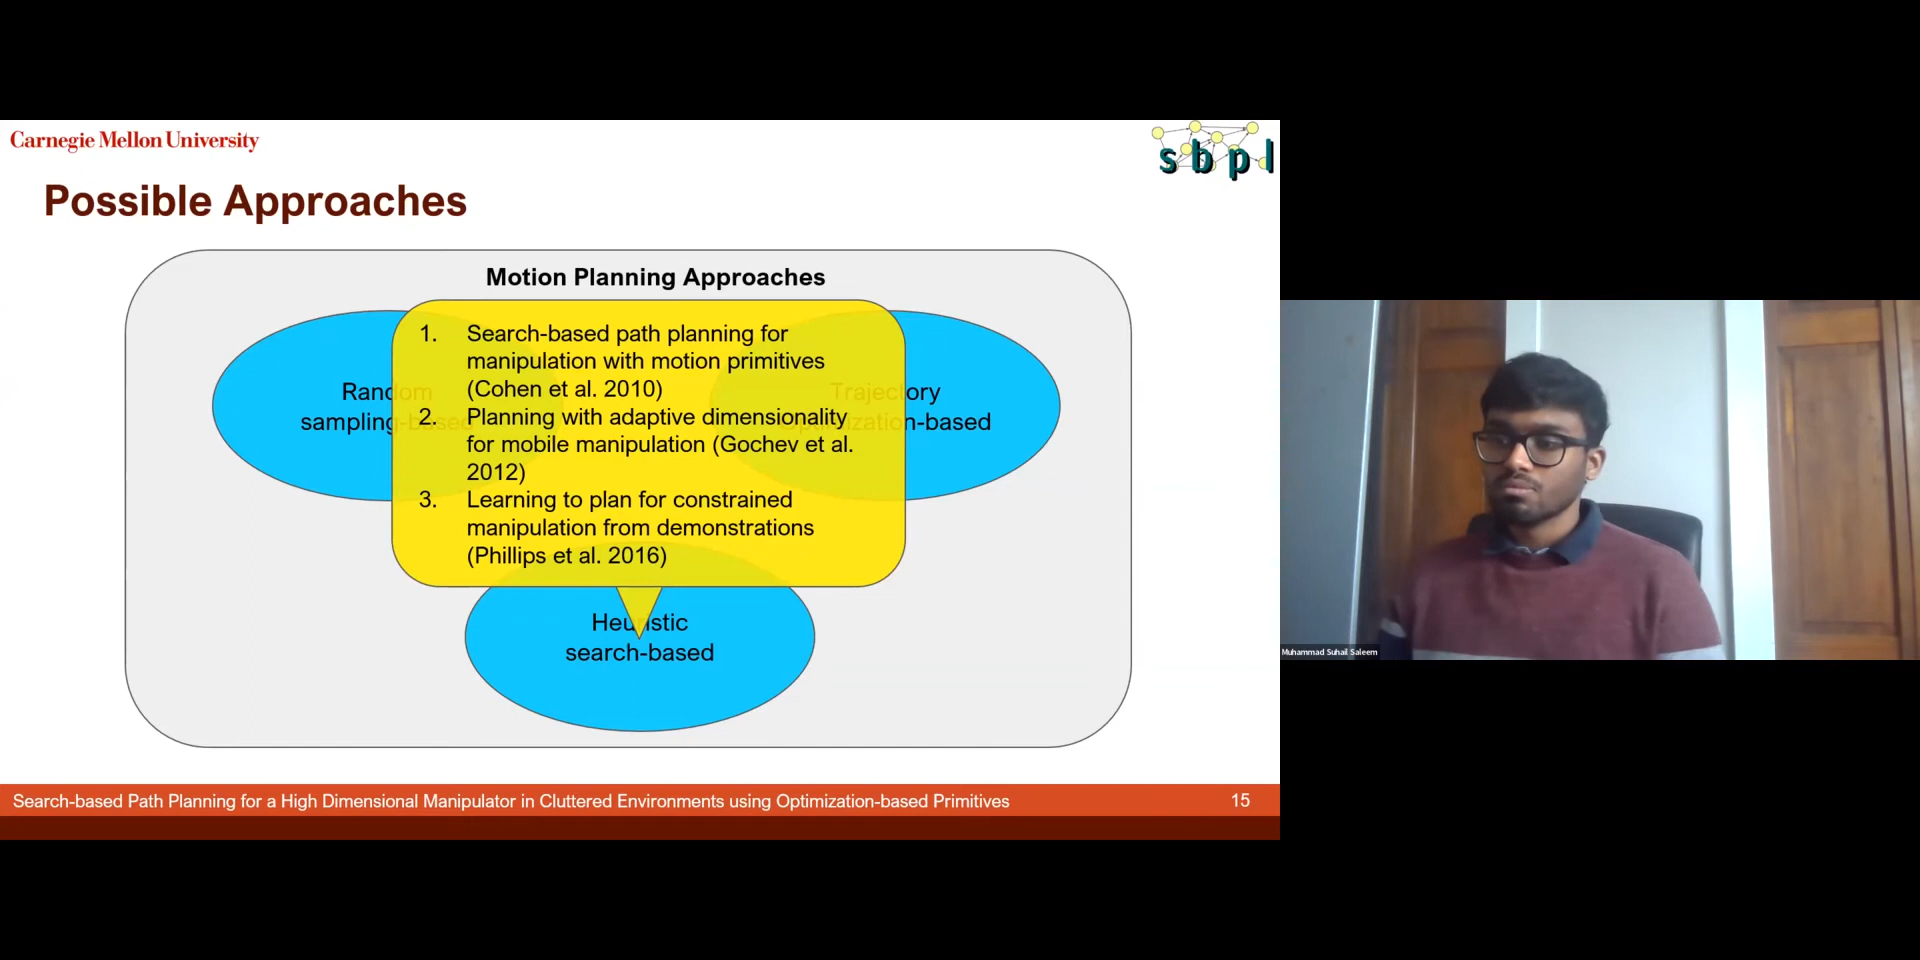 Carnegie Mellon University
sbpl
Possible Approaches
Motion Planning Approaches
Random
sampling-based
Trajectory
Optimization-based
1. Search-based path planning for
manipulation with motion primitives
(Cohen et al. 2010)
2. Planning with adaptive dimensionality
for mobile manipulation (Gochev et al.
2012)
3. Learning to plan for constrained
manipulation from demonstrations
(Phillips et al. 2016)
Heuristic
search-based
Search-based Path Planning for a High Dimensional Manipulator in Cluttered Environments using Optimization-based Primitives
15
Muhammad Suhail Saleem